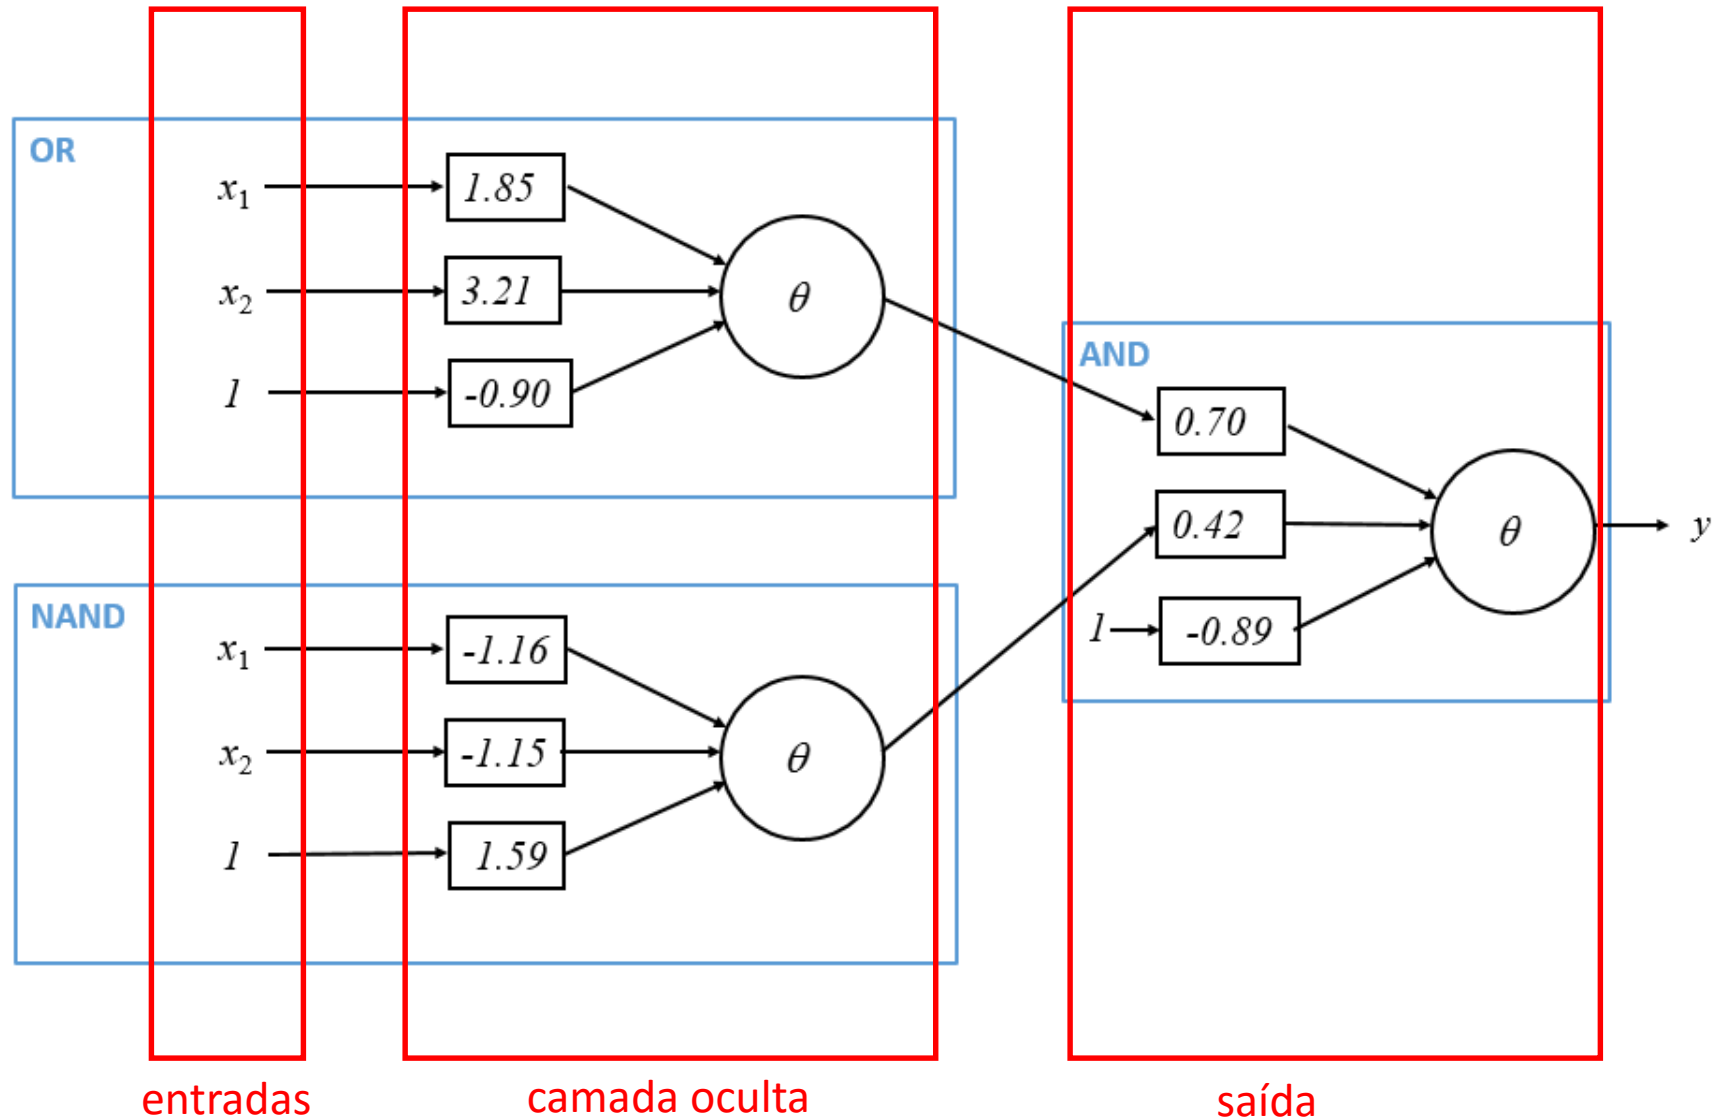 OR
x₁
1.85
x₂
3.21
θ
1
-0.90
NAND
x₁
-1.16
x₂
-1.15
θ
1
1.59
AND
0.70
0.42
θ
y
1
-0.89
entradas
camada oculta
saída